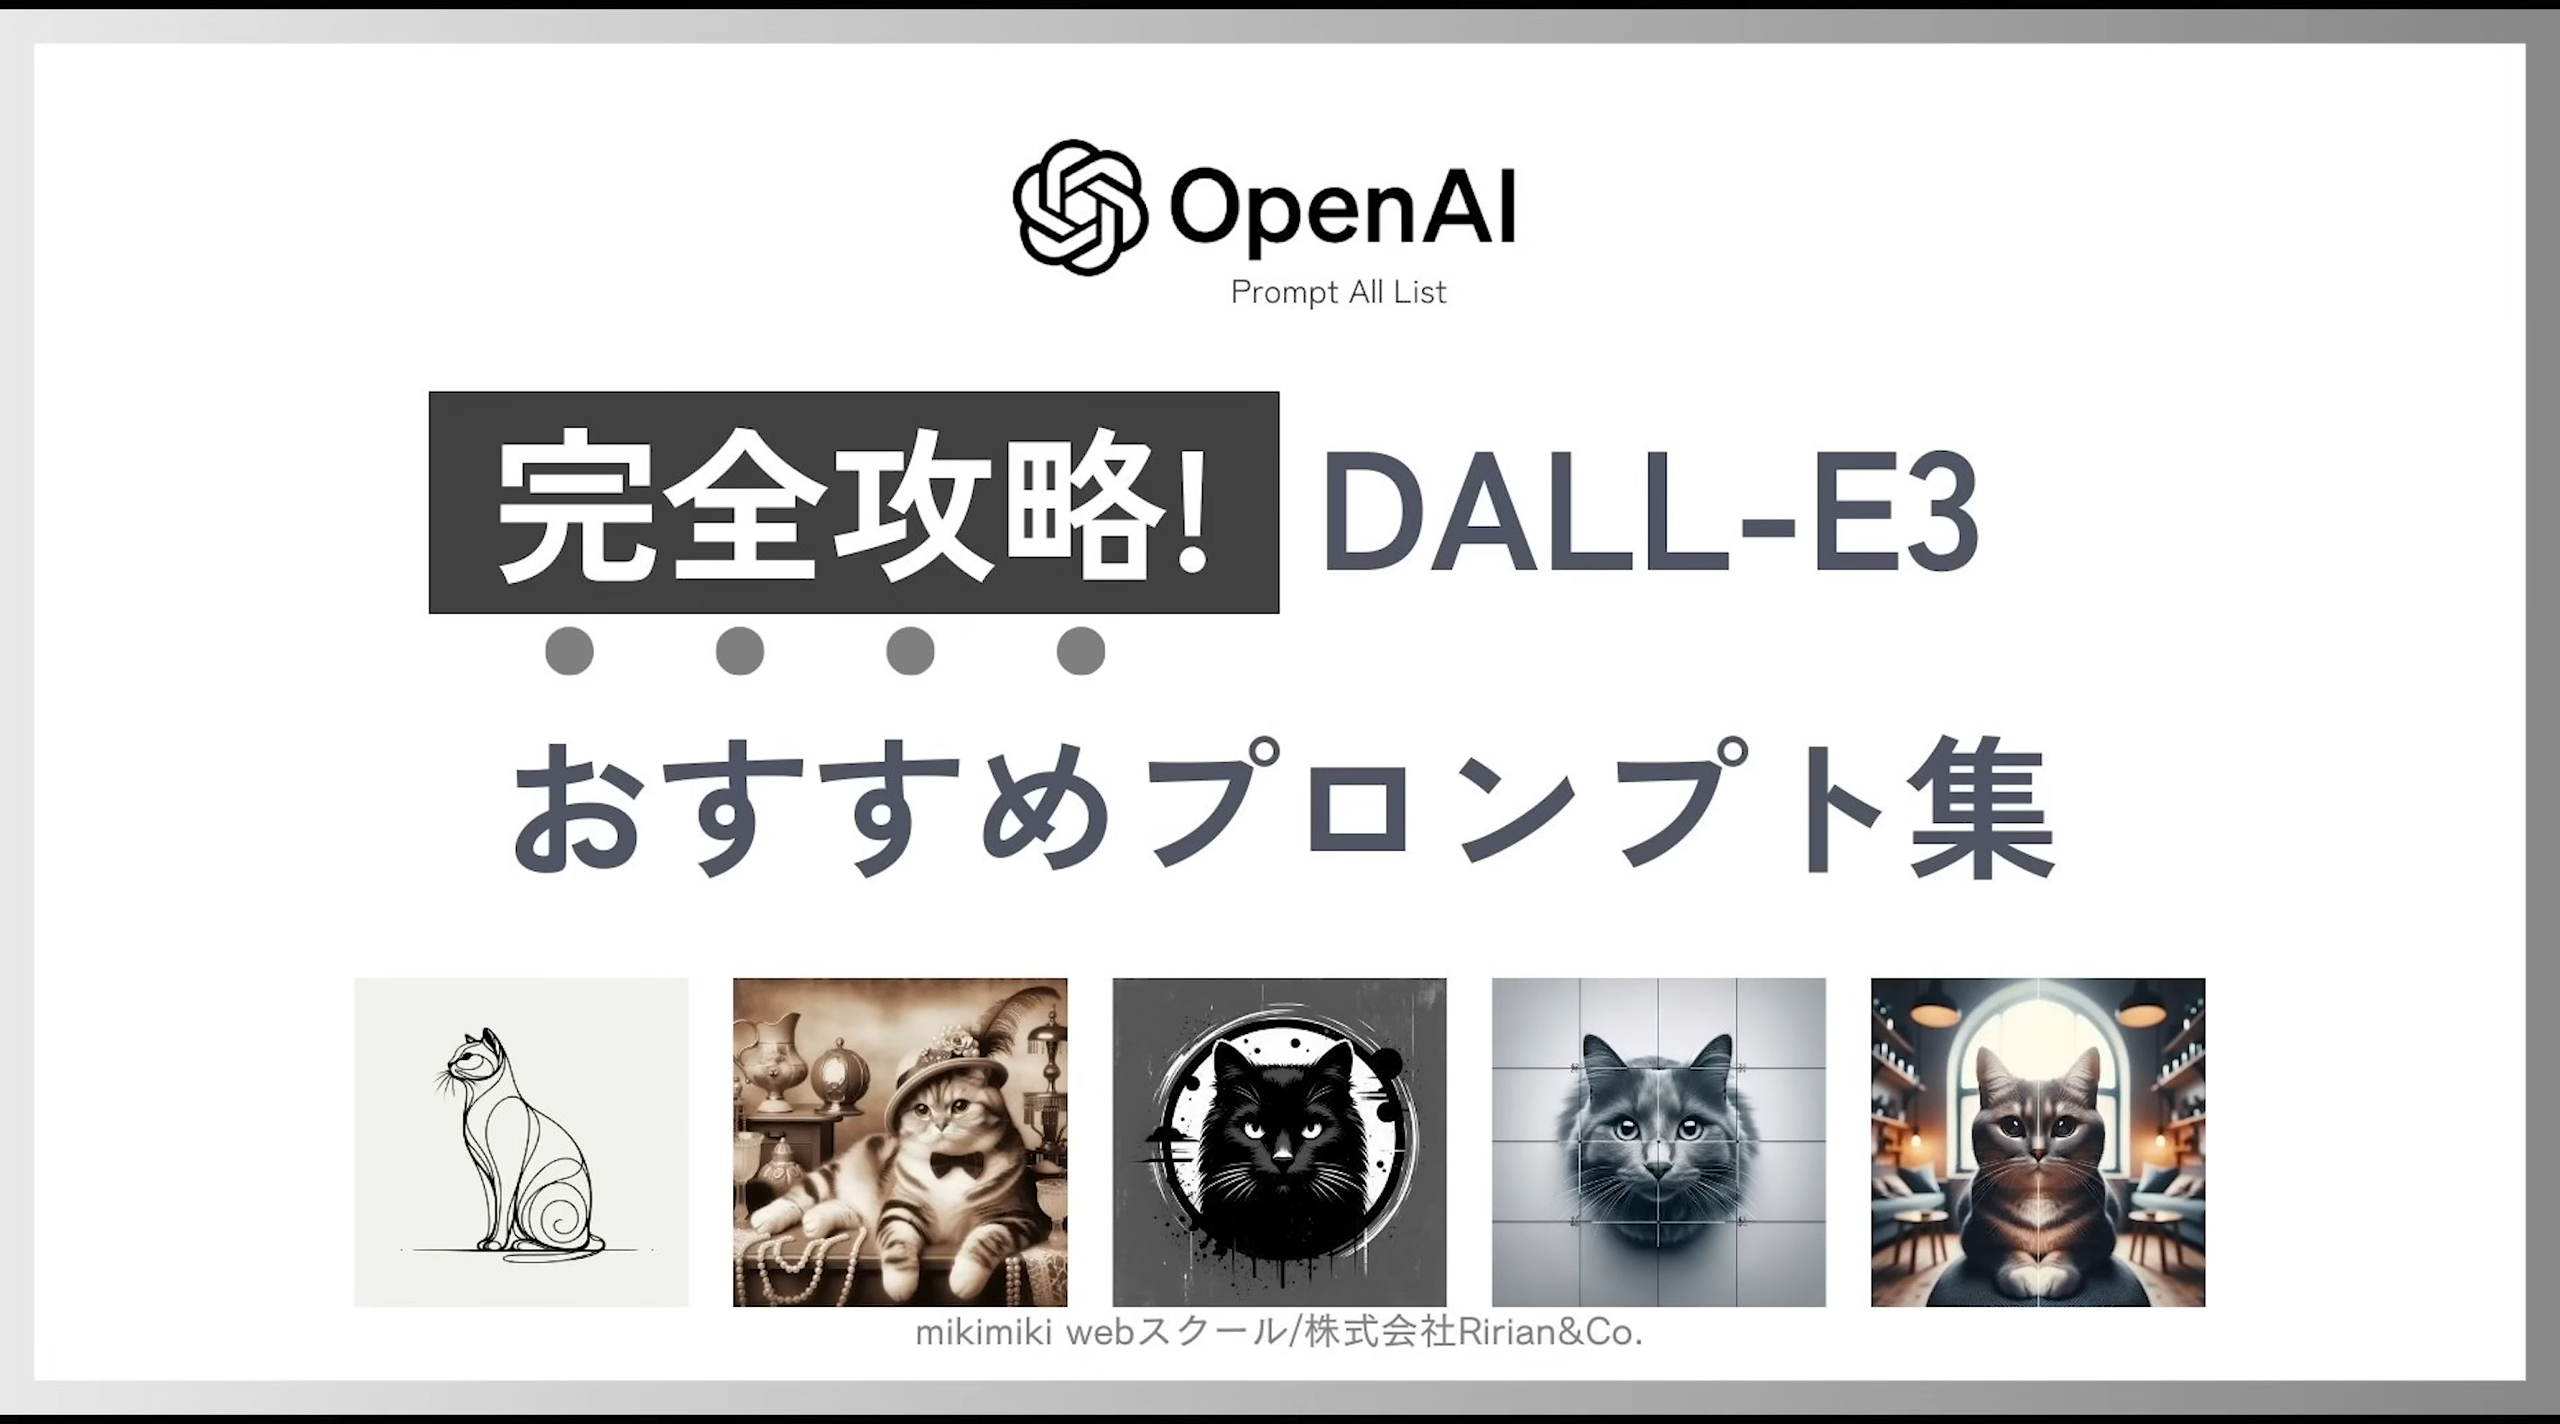 OpenAI
Prompt All List
完全攻略! DALL-E3
おすすめプロンプト集
mikimiki webスクール/株式会社Ririan&Co.